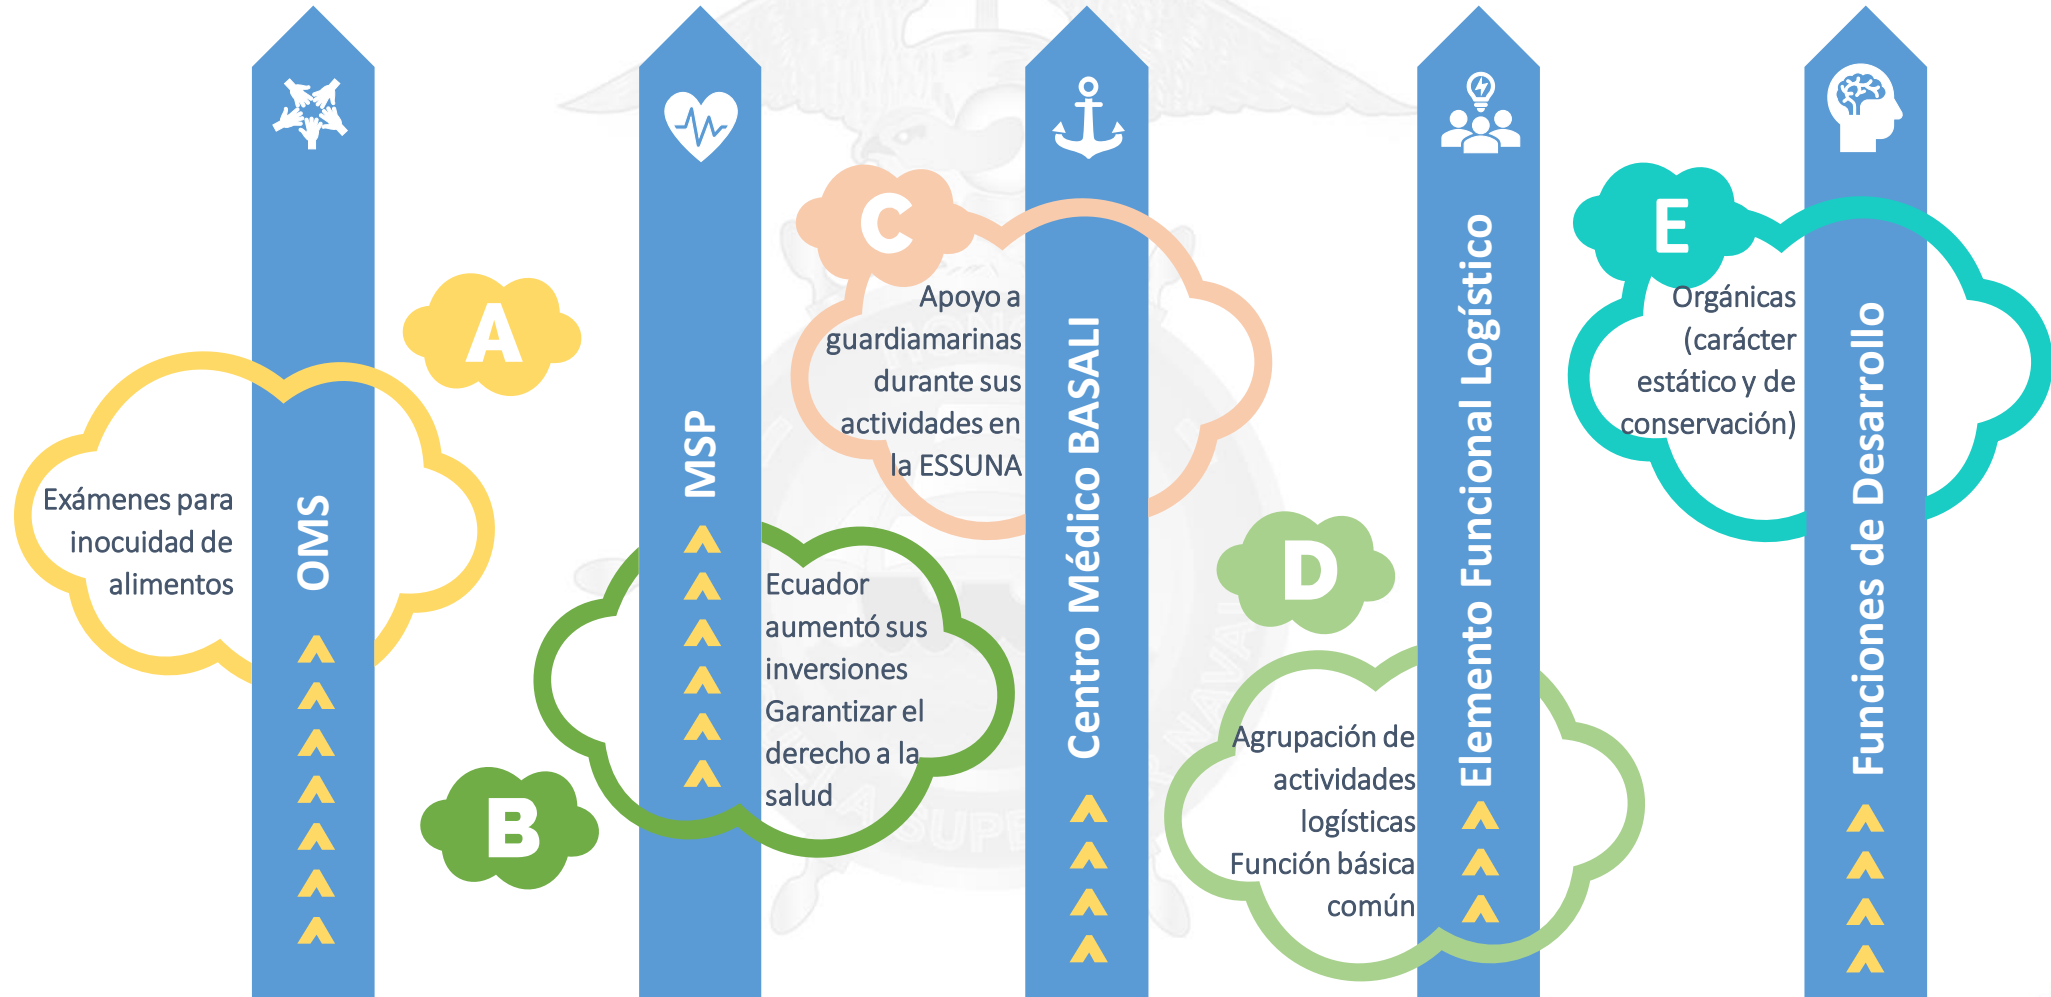 A
Exámenes para
inocuidad de
alimentos
OMS
B
MSP
Ecuador
aumentó sus
inversiones
Garantizar el
derecho a la
salud
C
Apoyo a
guardiamarinas
durante sus
actividades en
la ESSUNA
Centro Médico BASALI
D
Agrupación de
actividades
logísticas
Función básica
común
Elemento Funcional Logístico
E
Orgánicas
(carácter
estático y de
conservación)
Funciones de Desarrollo